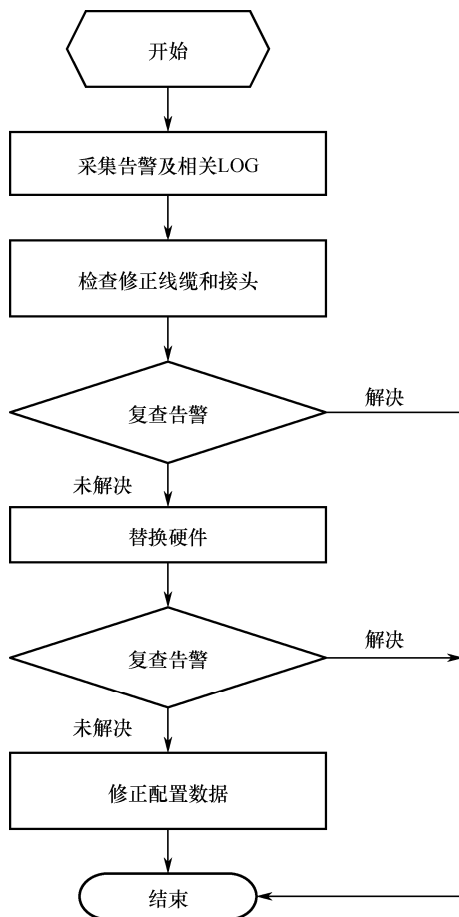 开始
采集告警及相关LOG
检查修正线缆和接头
复查告警
解决
未解决
替换硬件
复查告警
解决
未解决
修正配置数据
结束